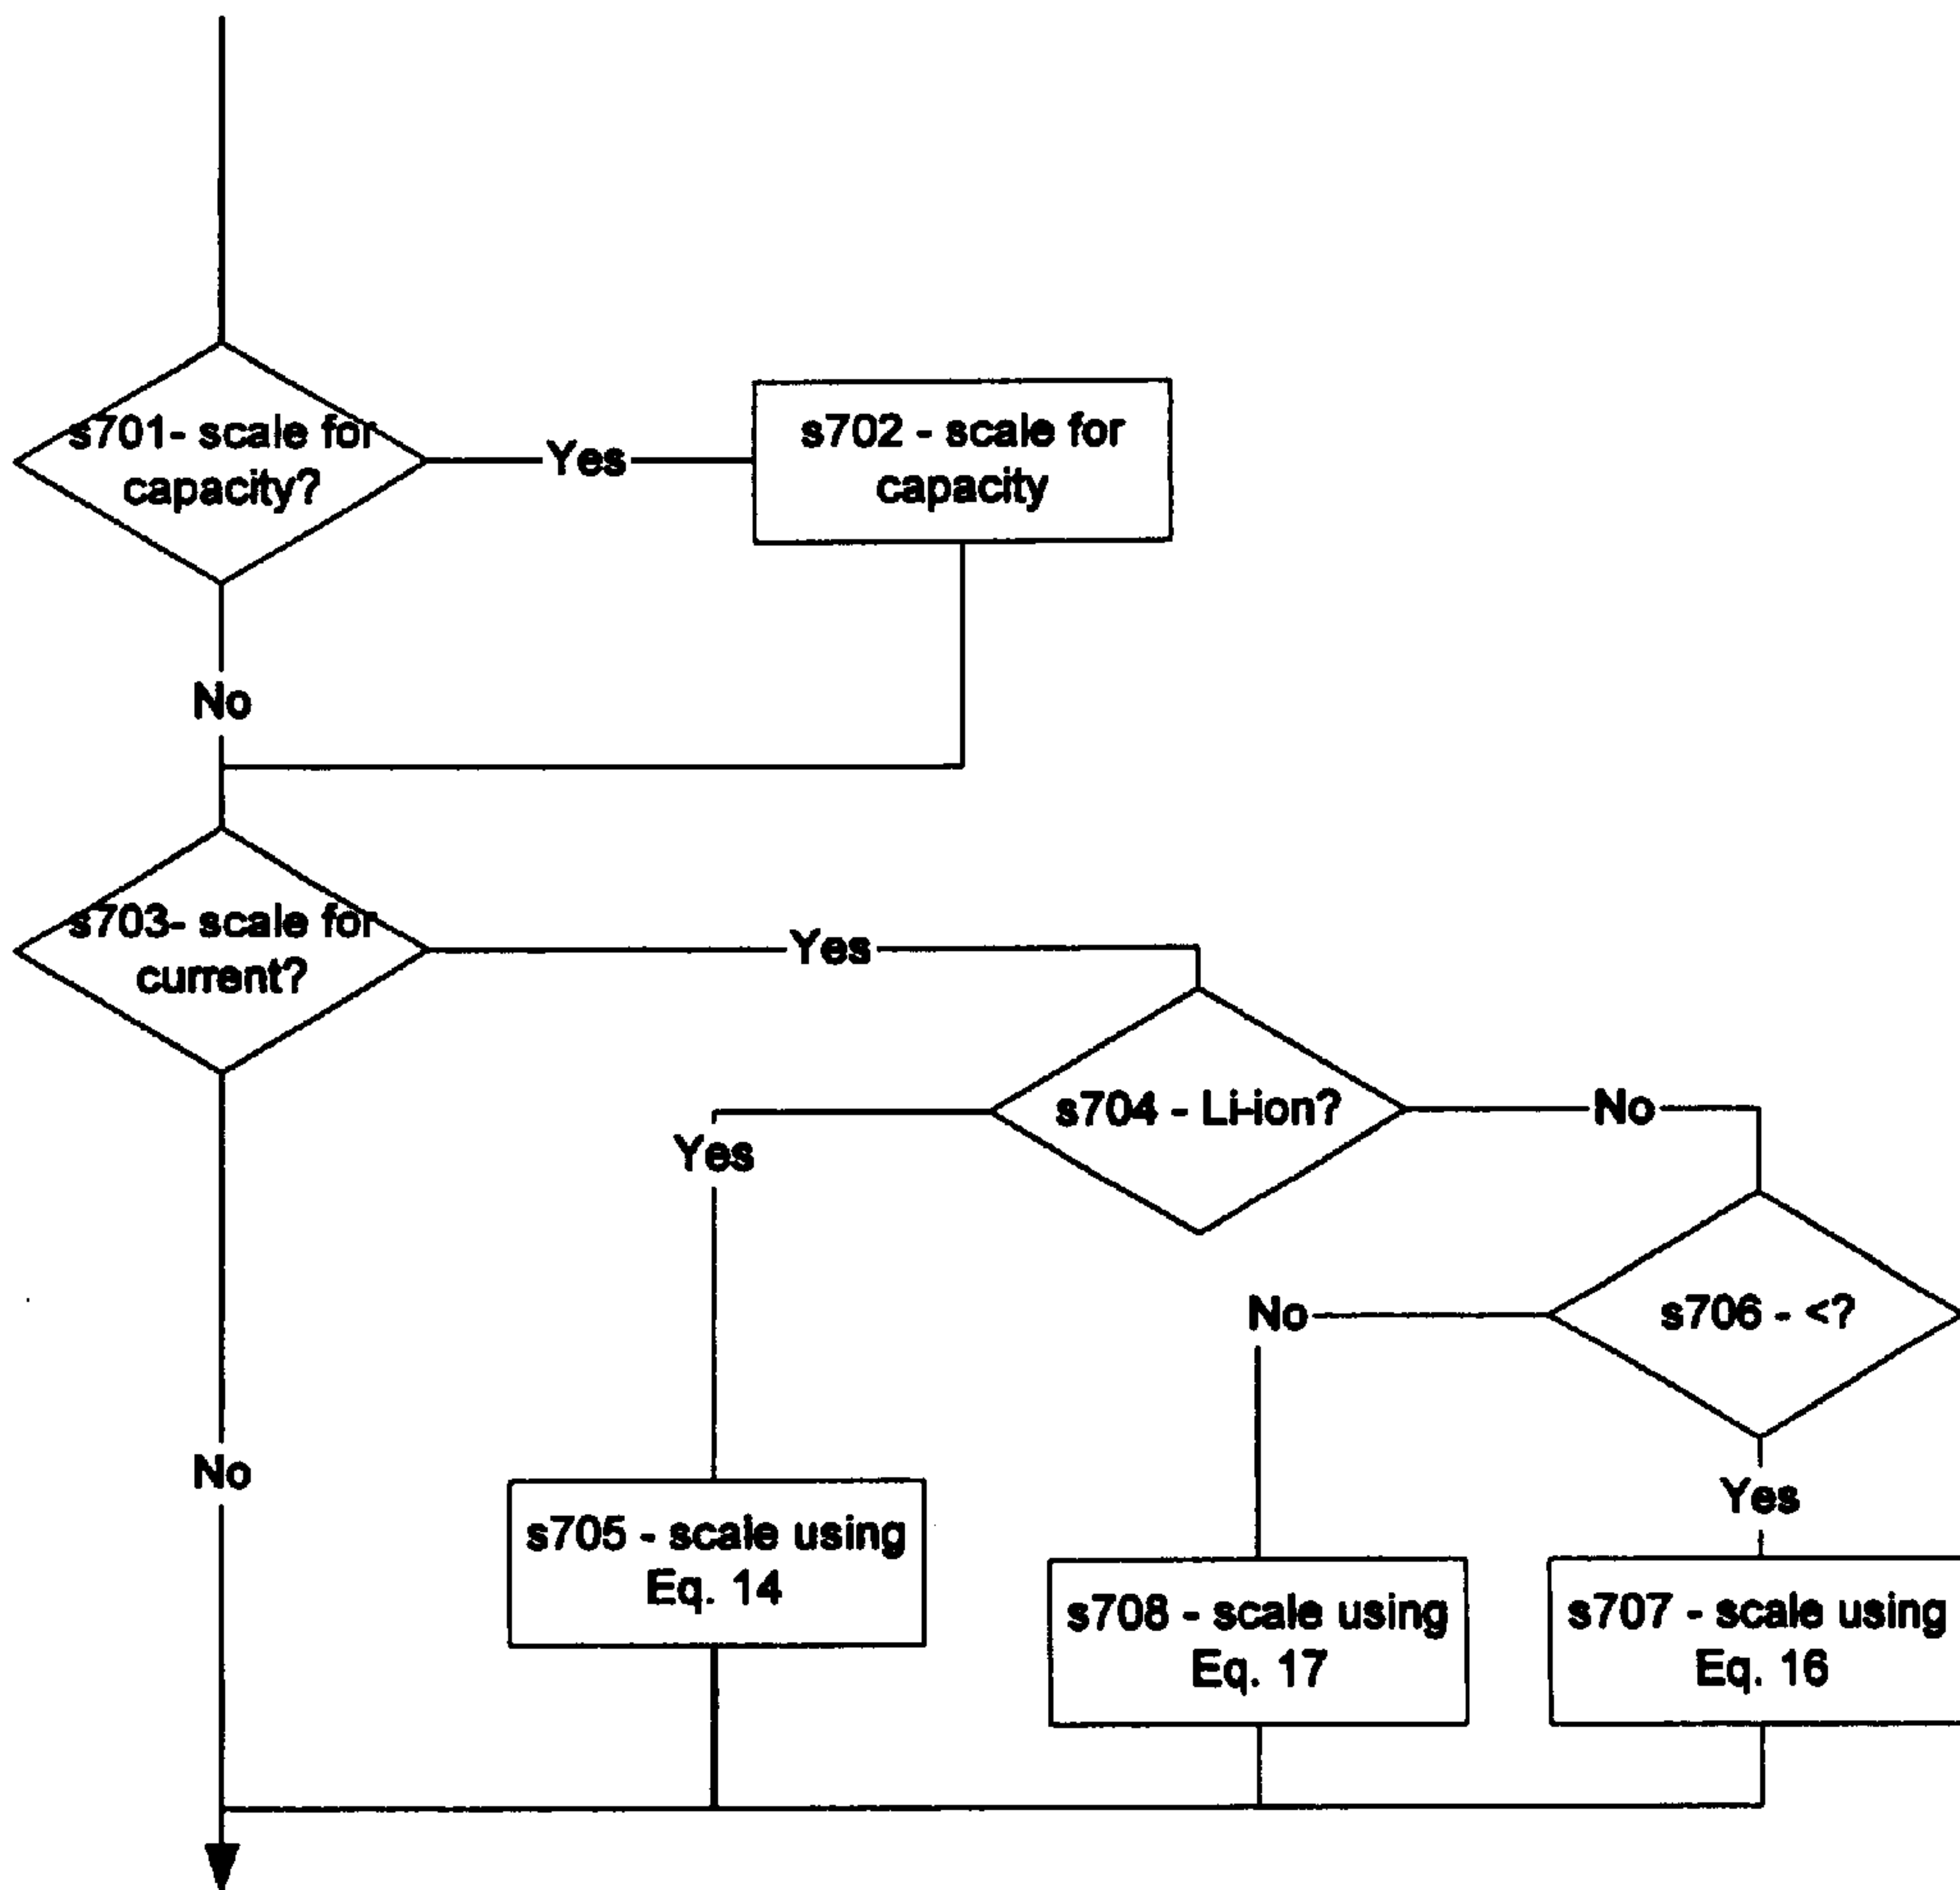 s701- scale for
capacity?
Yes
s702 - scale for
capacity
No
s703- scale for
current?
Yes
s704 - Li-ion?
No
Yes
s706 - <?
No
Yes
No
s705 - scale using
Eq. 14
s708 - scale using
Eq. 17
s707 - scale using
Eq. 16